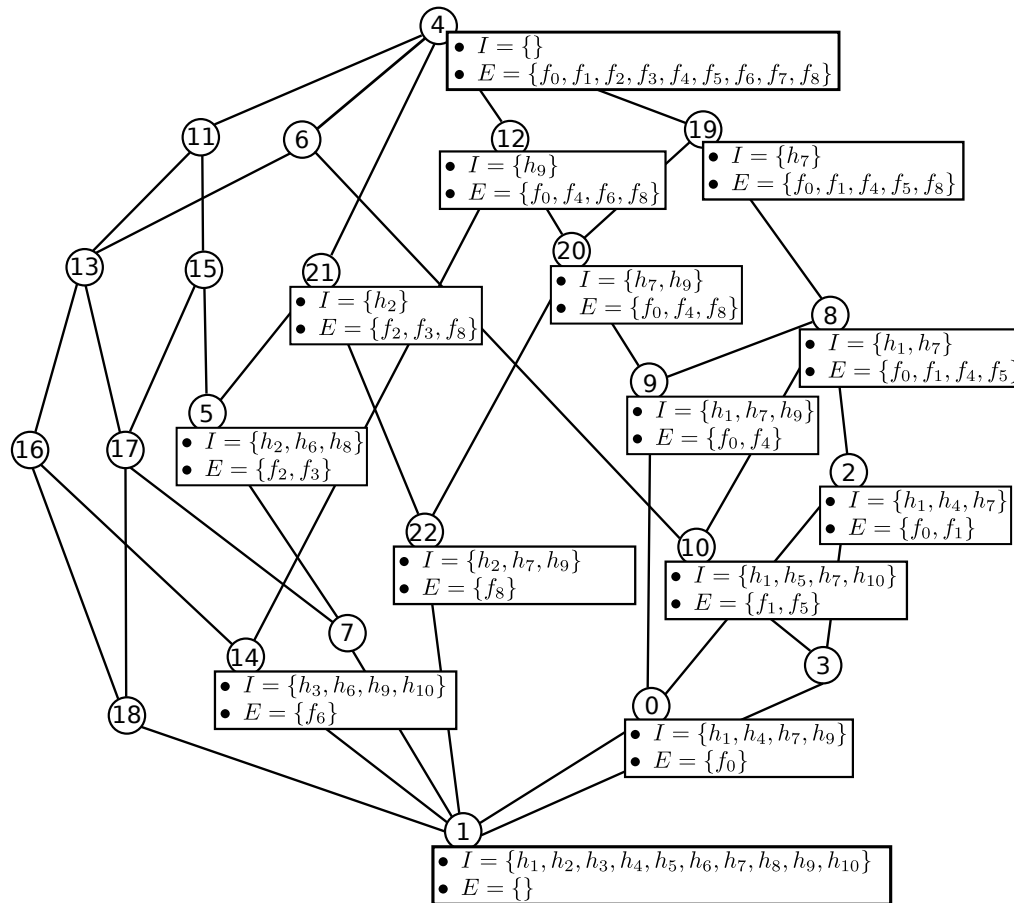 4
• I = {}
• E = {f₀, f₁, f₂, f₃, f₄, f₅, f₆, f₇, f₈}
11
6
12
• I = {h₉}
• E = {f₀, f₄, f₆, f₈}
19
• I = {h₇}
• E = {f₀, f₁, f₄, f₅, f₈}
13
15
21
• I = {h₂}
• E = {f₂, f₃, f₈}
20
• I = {h₇, h₉}
• E = {f₀, f₄, f₈}
8
• I = {h₁, h₇}
• E = {f₀, f₁, f₄, f₅}
9
• I = {h₁, h₇, h₉}
• E = {f₀, f₄}
5
• I = {h₂, h₆, h₈}
• E = {f₂, f₃}
16
17
2
• I = {h₁, h₄, h₇}
• E = {f₀, f₁}
22
• I = {h₂, h₇, h₉}
• E = {f₈}
10
• I = {h₁, h₅, h₇, h₁₀}
• E = {f₁, f₅}
7
14
• I = {h₃, h₆, h₉, h₁₀}
• E = {f₆}
3
18
0
• I = {h₁, h₄, h₇, h₉}
• E = {f₀}
1
• I = {h₁, h₂, h₃, h₄, h₅, h₆, h₇, h₈, h₉, h₁₀}
• E = {}